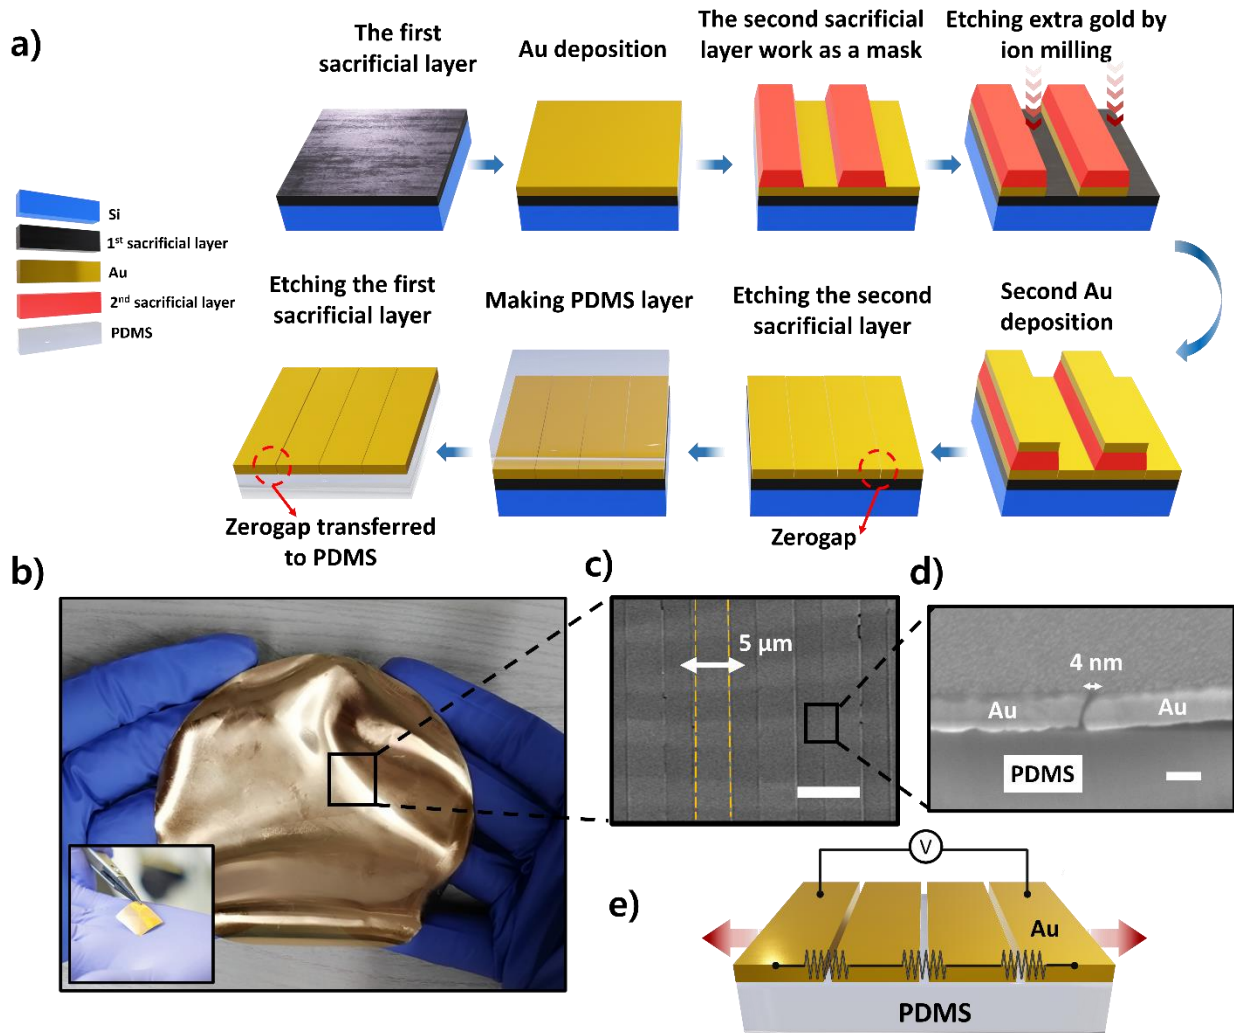 a)
The first
sacrificial layer
Au deposition
The second sacrificial
layer work as a mask
Etching extra gold by
ion milling
Si
1st sacrificial layer
Au
2nd sacrificial layer
PDMS
Etching the first
sacrificial layer
Making PDMS layer
Etching the second
sacrificial layer
Second Au
deposition
Zerogap transferred
to PDMS
Zerogap
b)
c)
5 μm
d)
4 nm
Au
Au
PDMS
e)
V
Au
PDMS